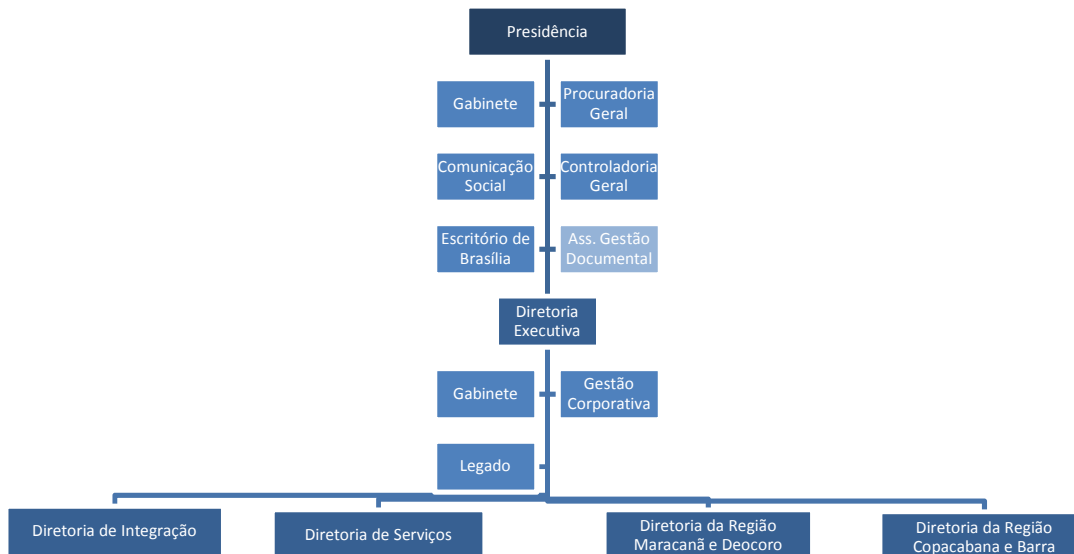 Presidência
Gabinete
Procuradoria
Geral
Comunicação
Social
Controladoria
Geral
Escritório de
Brasília
Ass. Gestão
Documental
Diretoria
Executiva
Gabinete
Gestão
Corporativa
Legado
Diretoria de Integração
Diretoria de Serviços
Diretoria da Região
Maracanã e Deocoro
Diretoria da Região
Copacabana e Barra